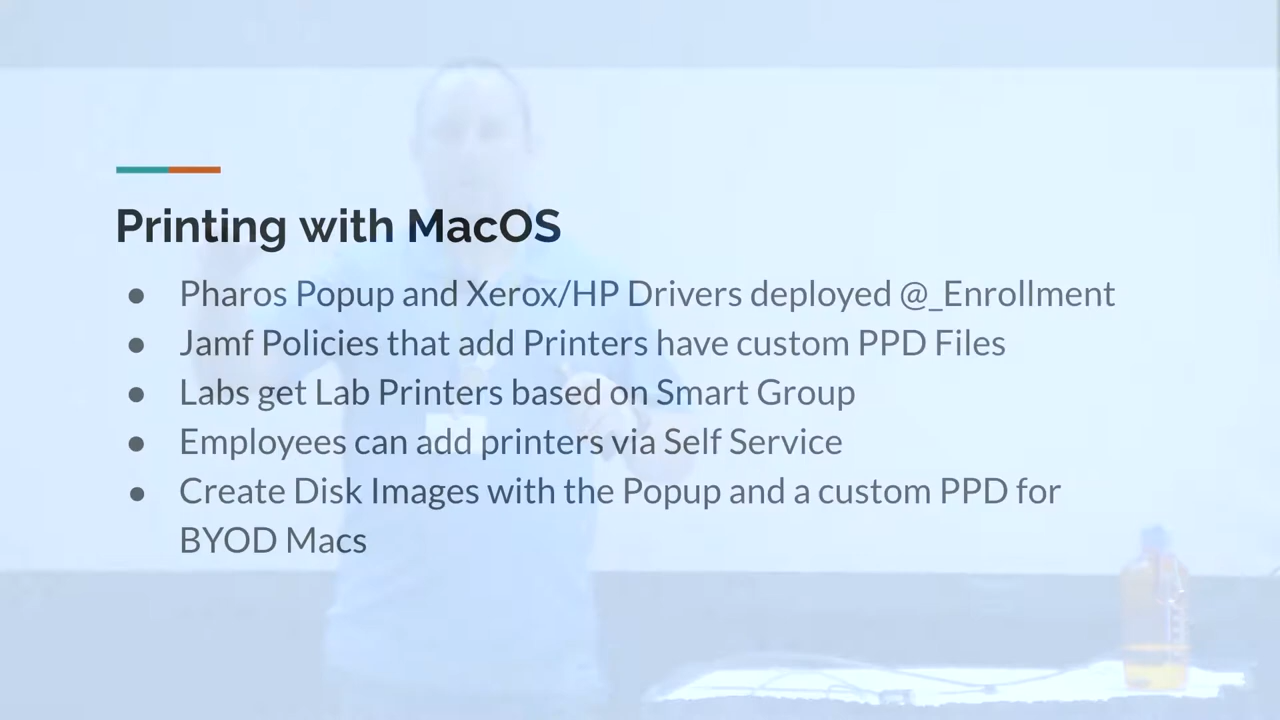 Printing with MacOS
● Pharos Popup and Xerox/HP Drivers deployed @_Enrollment
● Jamf Policies that add Printers have custom PPD Files
● Labs get Lab Printers based on Smart Group
● Employees can add printers via Self Service
● Create Disk Images with the Popup and a custom PPD for
BYOD Macs